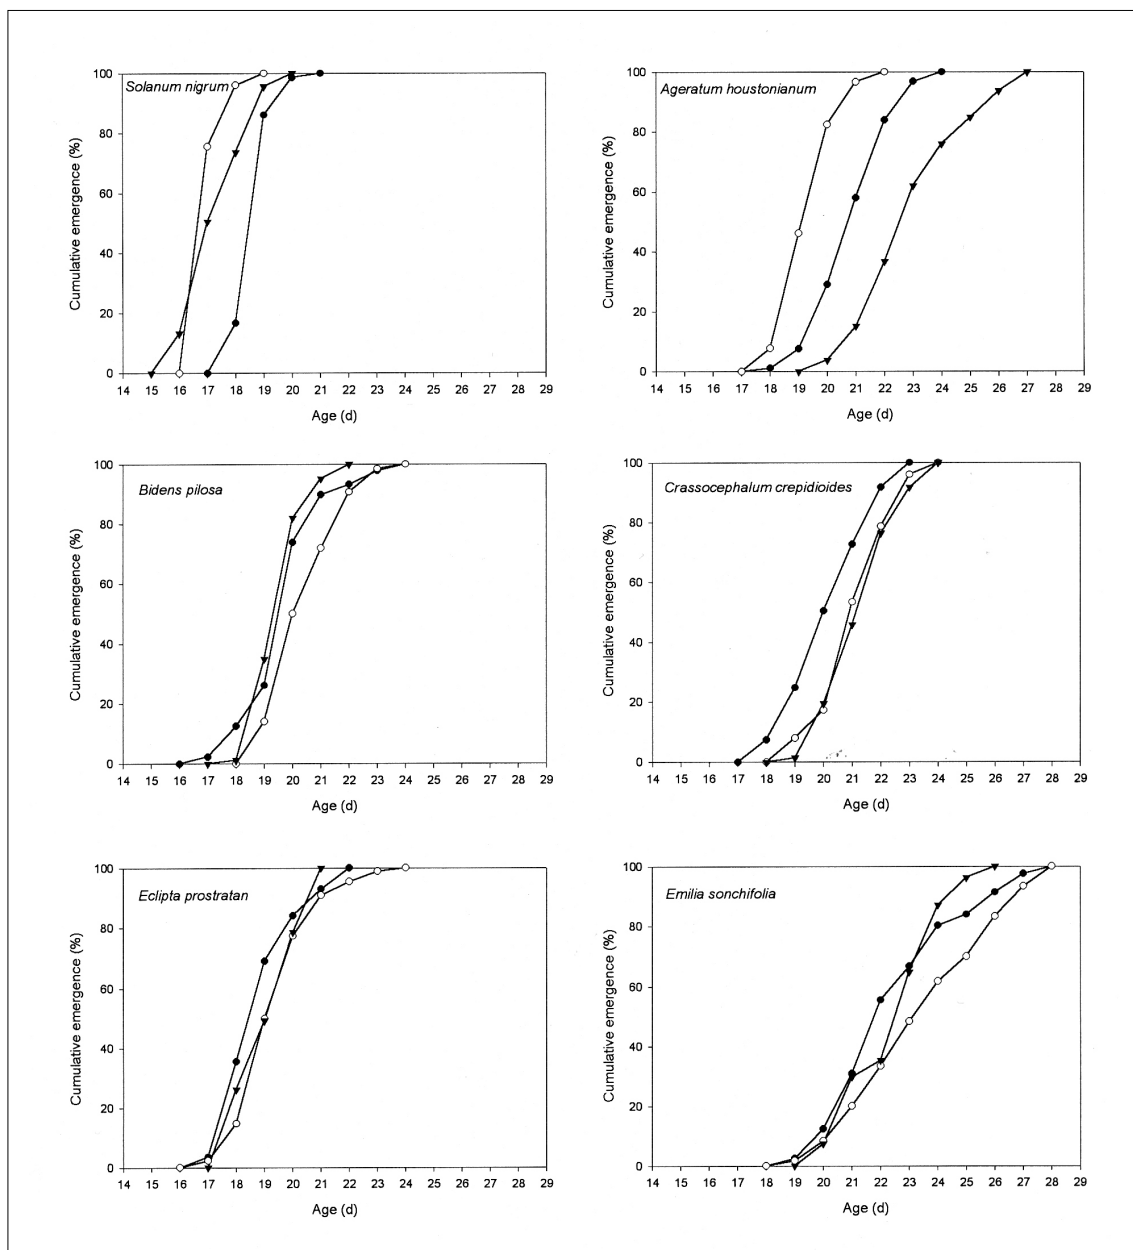 100
80
60
40
20
0
Cumulative emergence (%)
Solanum nigrum
14 15 16 17 18 19 20 21 22 23 24 25 26 27 28 29
Age (d)
100
80
60
40
20
0
Cumulative emergence (%)
Ageratum houstonianum
14 15 16 17 18 19 20 21 22 23 24 25 26 27 28 29
Age (d)
100
80
60
40
20
0
Cumulative emergence (%)
Bidens pilosa
14 15 16 17 18 19 20 21 22 23 24 25 26 27 28 29
Age (d)
100
80
60
40
20
0
Cumulative emergence (%)
Crassocephalum crepidioides
14 15 16 17 18 19 20 21 22 23 24 25 26 27 28 29
Age (d)
100
80
60
40
20
0
Cumulative emergence (%)
Eclipta prostratan
14 15 16 17 18 19 20 21 22 23 24 25 26 27 28 29
Age (d)
100
80
60
40
20
0
Cumulative emergence (%)
Emilia sonchifolia
14 15 16 17 18 19 20 21 22 23 24 25 26 27 28 29
Age (d)